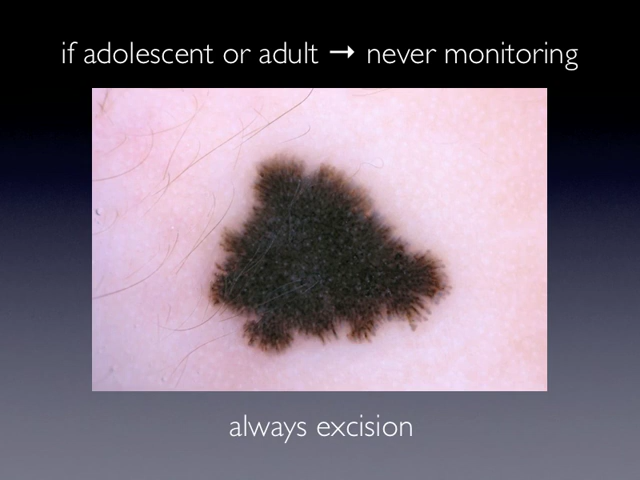 if adolescent or adult → never monitoring
always excision